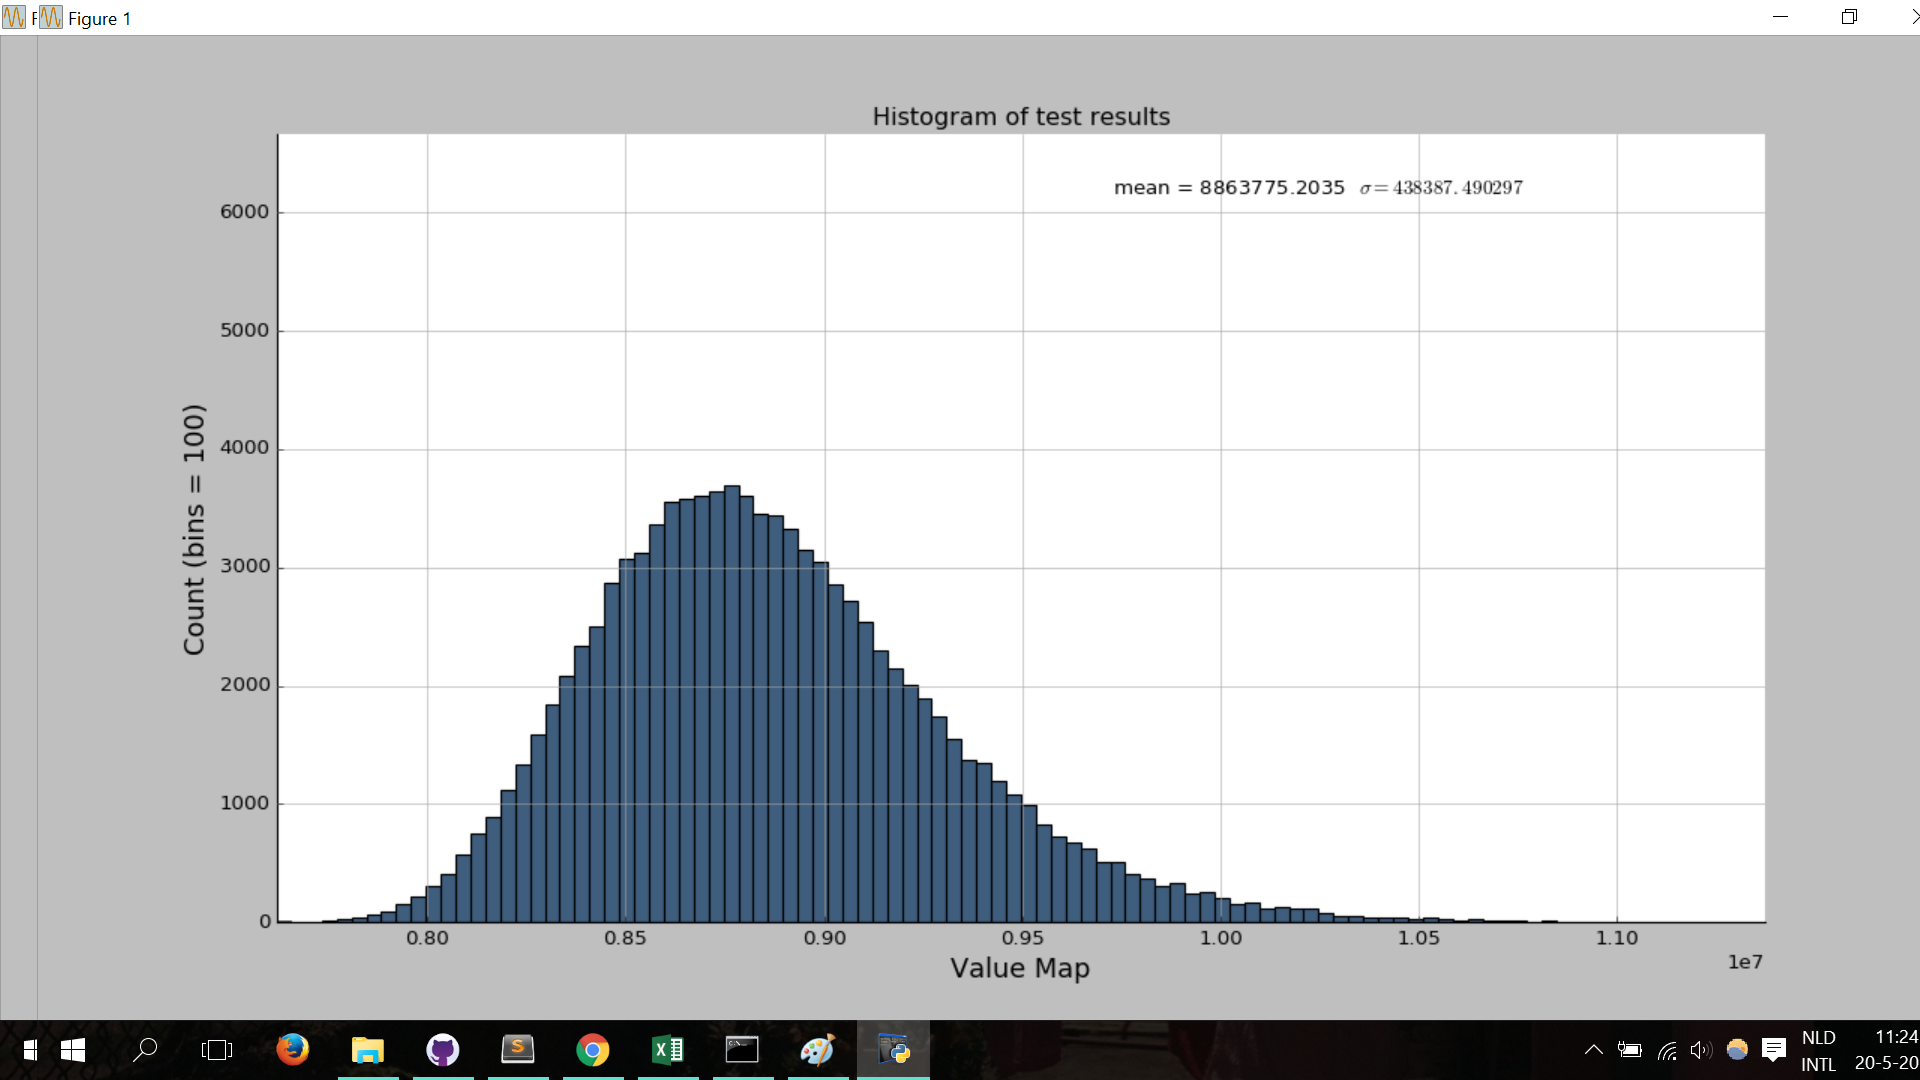 F Figure 1
Histogram of test results
mean = 8863775.2035 σ = 438387.490297
6000
5000
4000
3000
2000
1000
0
Count (bins = 100)
0.80 0.85 0.90 0.95 1.00 1.05 1.10
1e7
Value Map
NLD 11:24
INTL 20-5-20